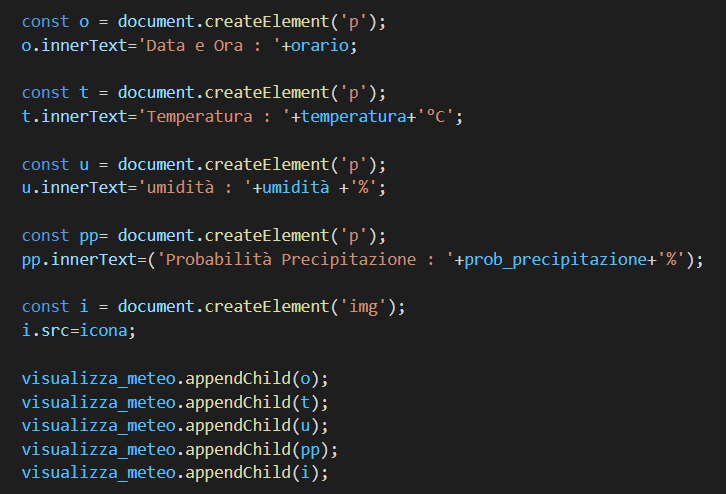 const o = document.createElement('p');
o.innerText='Data e Ora : '+orario;
const t = document.createElement('p');
t.innerText='Temperatura : '+temperatura+'°C';
const u = document.createElement('p');
u.innerText='umidità : '+umidità +'%';
const pp= document.createElement('p');
pp.innerText=('Probabilità Precipitazione : '+prob_precipitazione+'%');
const i = document.createElement('img');
i.src=icona;
visualizza_meteo.appendChild(o);
visualizza_meteo.appendChild(t);
visualizza_meteo.appendChild(u);
visualizza_meteo.appendChild(pp);
visualizza_meteo.appendChild(i);